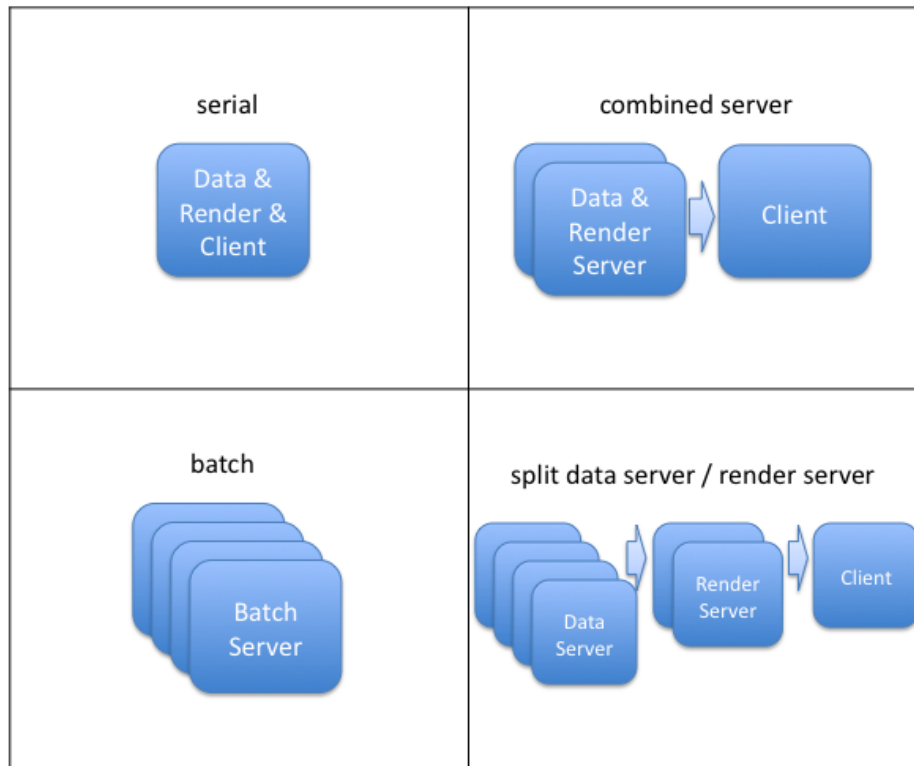 serial
Data &
Render &
Client
combined server
Data &
Render
Server
Client
batch
Batch
Server
split data server / render server
Data
Server
Render
Server
Client